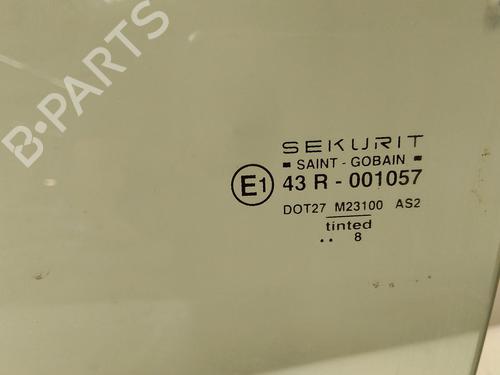 B-PARTS
SEKURIT
SAINT - GOBAIN
E1 43 R - 001057
DOT27 M23100 AS2
tinted
.. 8